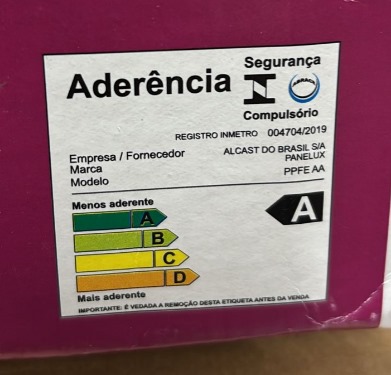 Aderência
Segurança
ABRACE
Compulsório
REGISTRO INMETRO 004704/2019
Empresa / Fornecedor ALCAST DO BRASIL S/A
Marca PANELUX
Modelo PPFE AA
Menos aderente
A
B
C
D
A
Mais aderente
IMPORTANTE: É VEDADA A REMOÇÃO DESTA ETIQUETA ANTES DA VENDA.